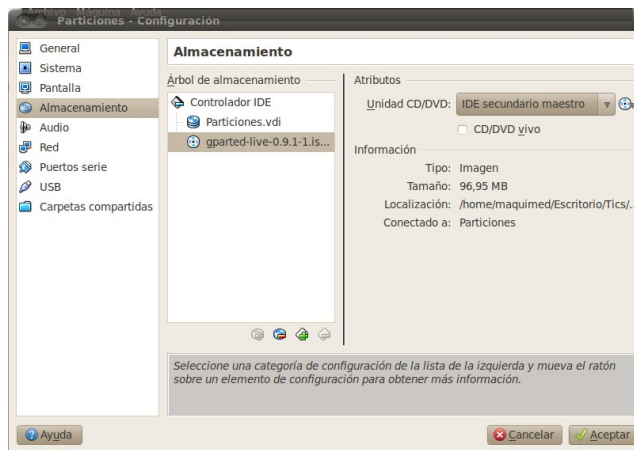 Archivo Máquina Ayuda
Particiones - Configuración
General
Sistema
Pantalla
Almacenamiento
Audio
Red
Puertos serie
USB
Carpetas compartidas
Almacenamiento
Árbol de almacenamiento
Controlador IDE
Particiones.vdi
gparted-live-0.9.1-1.is...
Atributos
Unidad CD/DVD: IDE secundario maestro
CD/DVD vivo
Información
Tipo: Imagen
Tamaño: 96,95 MB
Localización: /home/maquimed/Escritorio/Tics/..
Conectado a: Particiones
Seleccione una categoría de configuración de la lista de la izquierda y mueva el ratón
sobre un elemento de configuración para obtener más información.
Ayuda
Cancelar
Aceptar